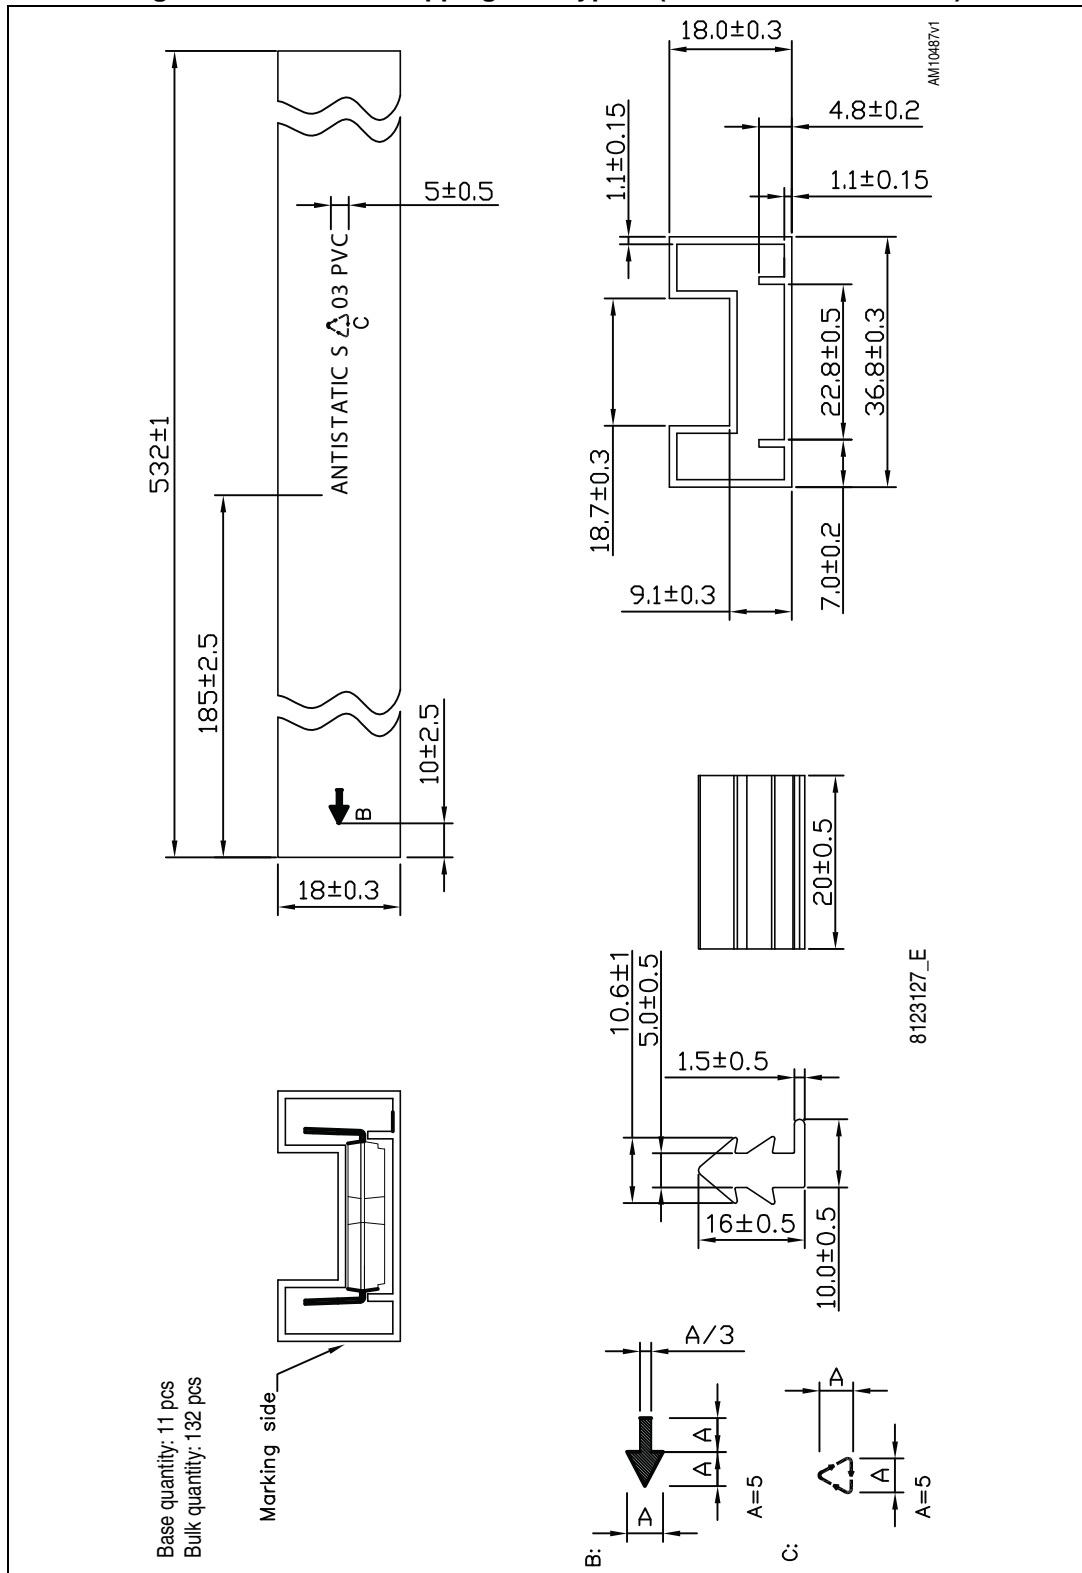 18.0±0.3
AM10487v1
4.8±0.2
1.1±0.15
1.1±0.15
5±0.5
ANTISTATIC S 03 PVC
C
532±1
22.8±0.5
36.8±0.3
18.7±0.3
9.1±0.3
7.0±0.2
185±2.5
10±2.5
B
18±0.3
20±0.5
10.6±1
5.0±0.5
1.5±0.5
8123127_E
16±0.5
10.0±0.5
Base quantity: 11 pcs
Bulk quantity: 132 pcs
Marking side
A/3
A
A
A
A=5
B:
A
A
A=5
C: